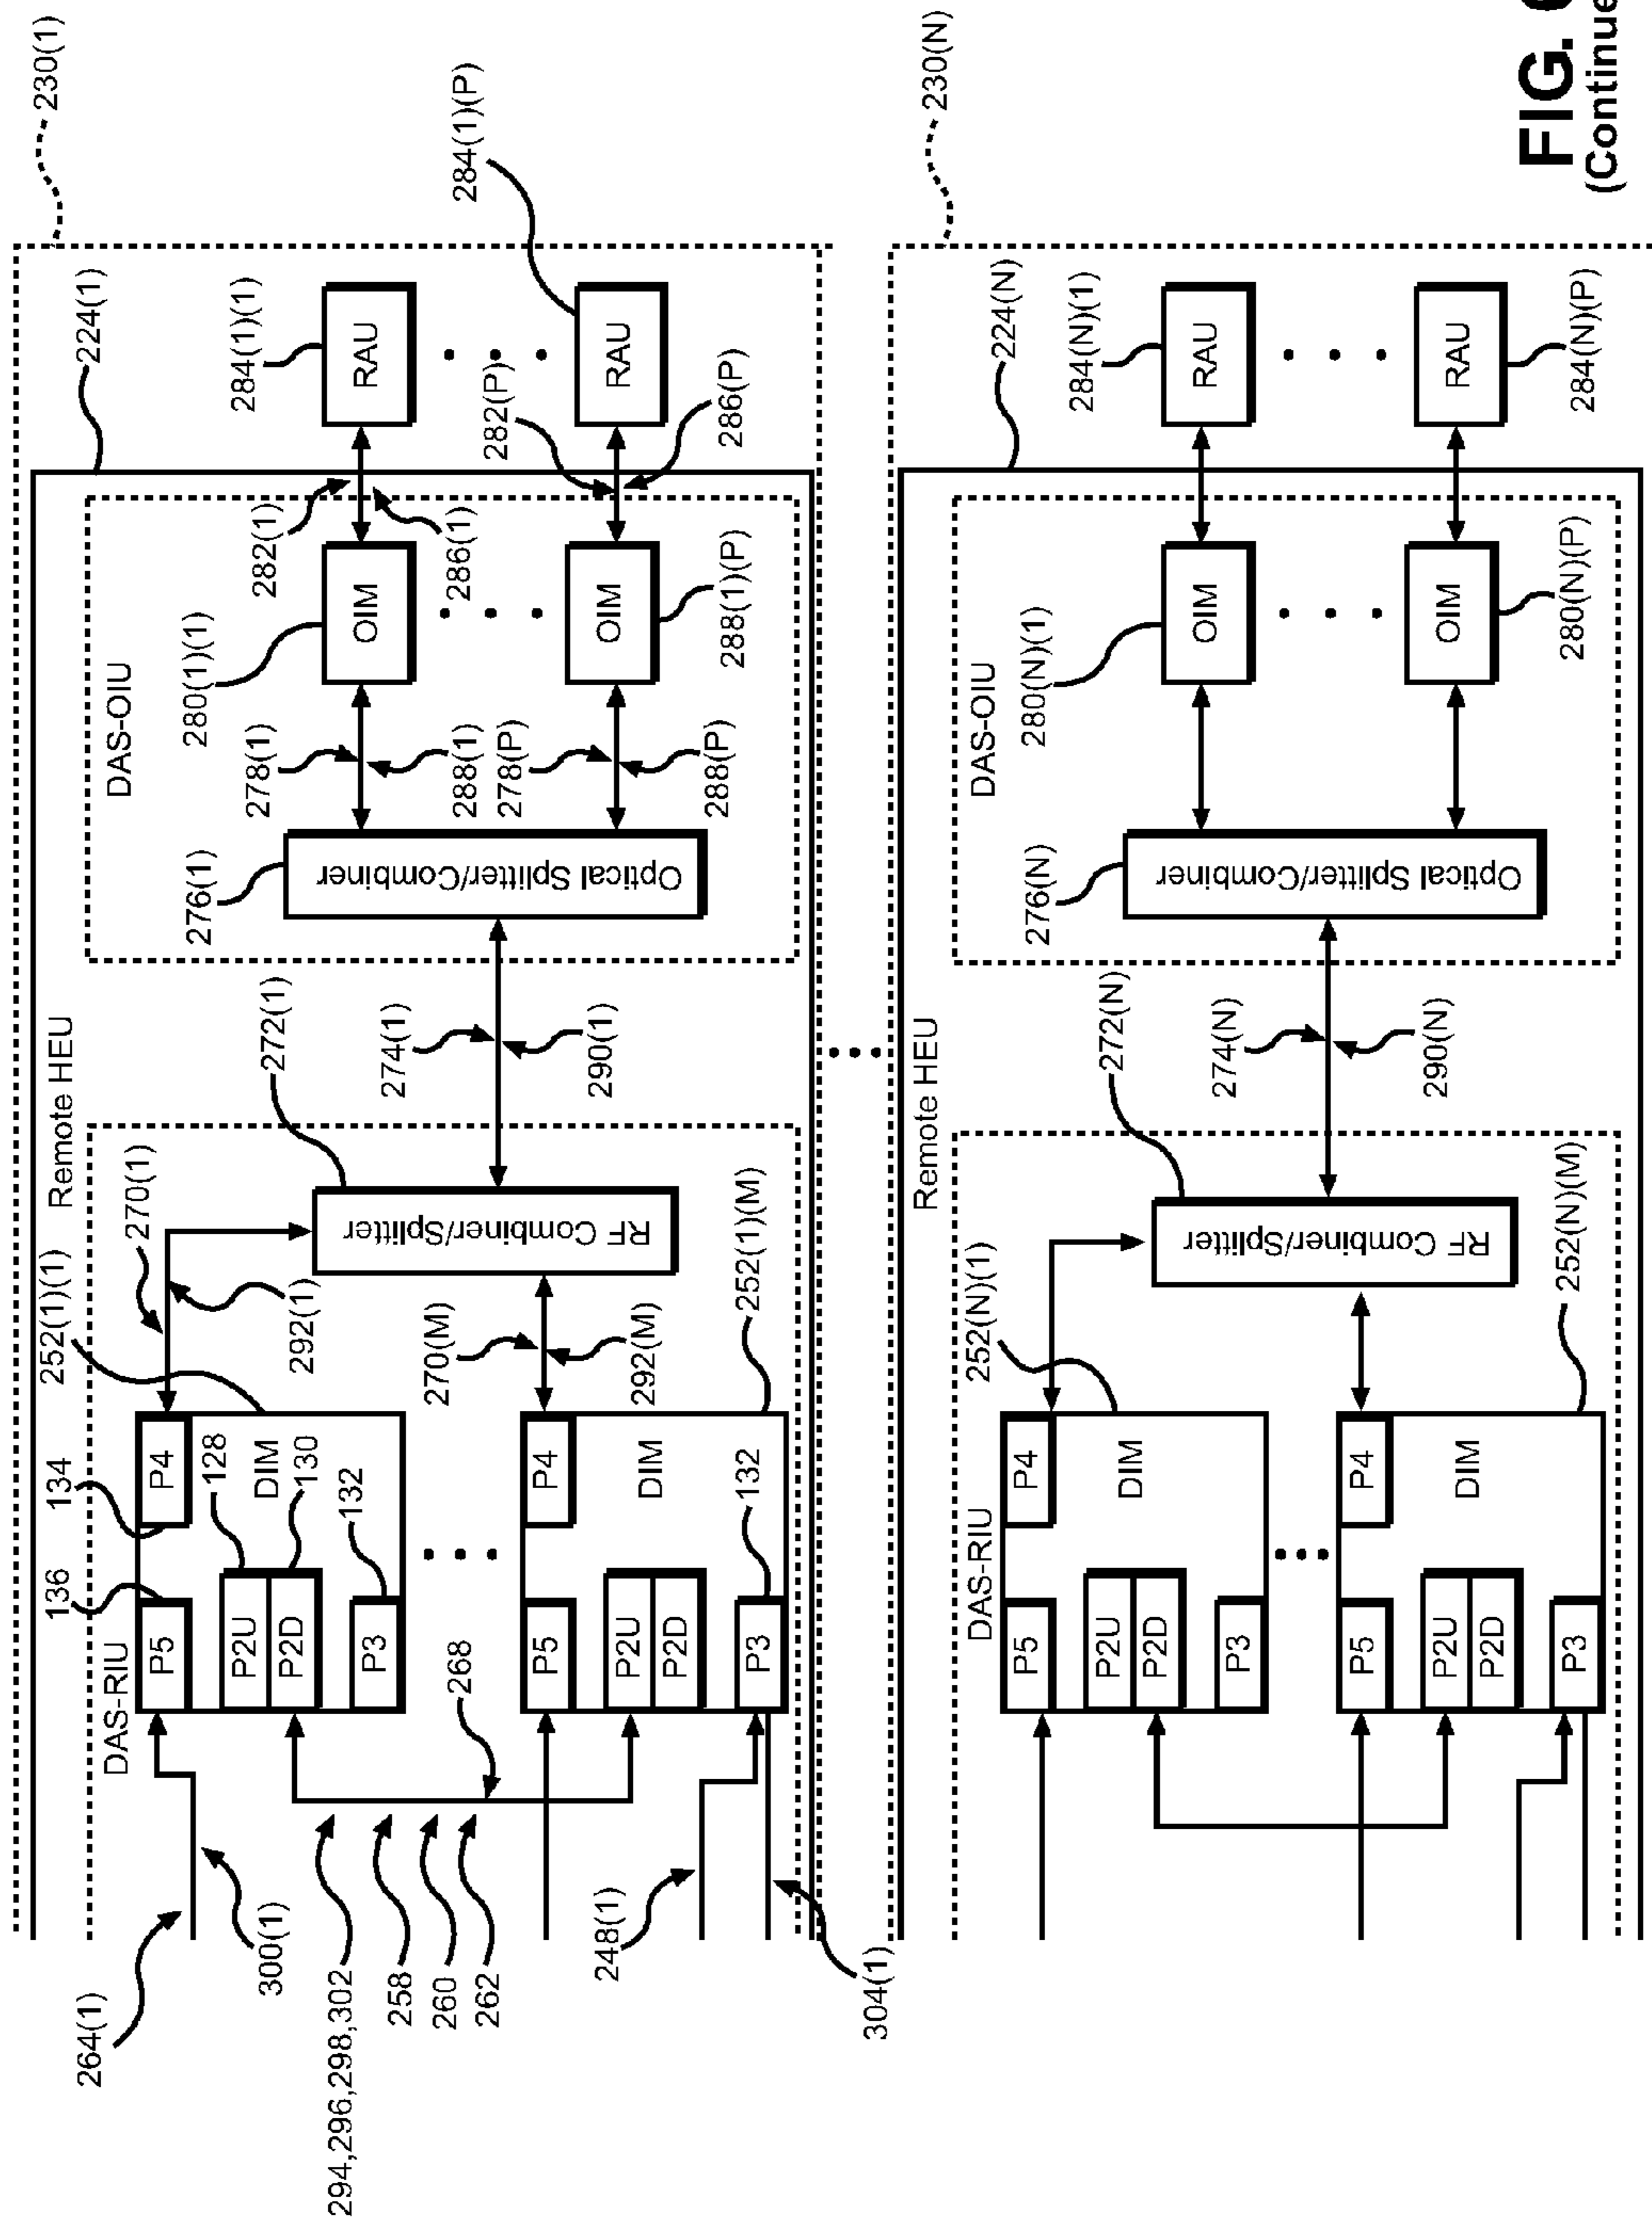 264(1)
300(1)
294,296,298,302
258
260
262
248(1)
304(1)
268
136
134
252(1)(1)
270(1)
292(1)
Remote HEU
DAS-RIU
P5
P4
128
P2U
P2D
DIM
130
132
P3
P5
P4
P2U
P2D
DIM
132
P3
270(M)
292(M)
252(1)(M)
272(1)
RF Combiner/Splitter
274(1)
290(1)
276(1)
Optical Splitter/Combiner
DAS-OIU
278(1)
288(1)
278(P)
288(P)
280(1)(1)
OIM
OIM
288(1)(P)
282(1)
286(1)
282(P)
286(P)
224(1)
284(1)(1)
RAU
RAU
284(1)(P)
230(1)
Remote HEU
DAS-RIU
252(N)(1)
P5
P4
P2U
P2D
DIM
P3
P5
P4
P2U
P2D
DIM
P3
252(N)(M)
272(N)
RF Combiner/Splitter
274(N)
290(N)
276(N)
Optical Splitter/Combiner
DAS-OIU
280(N)(1)
OIM
OIM
280(N)(P)
224(N)
284(N)(1)
RAU
RAU
284(N)(P)
230(N)
FIG.
(Continue